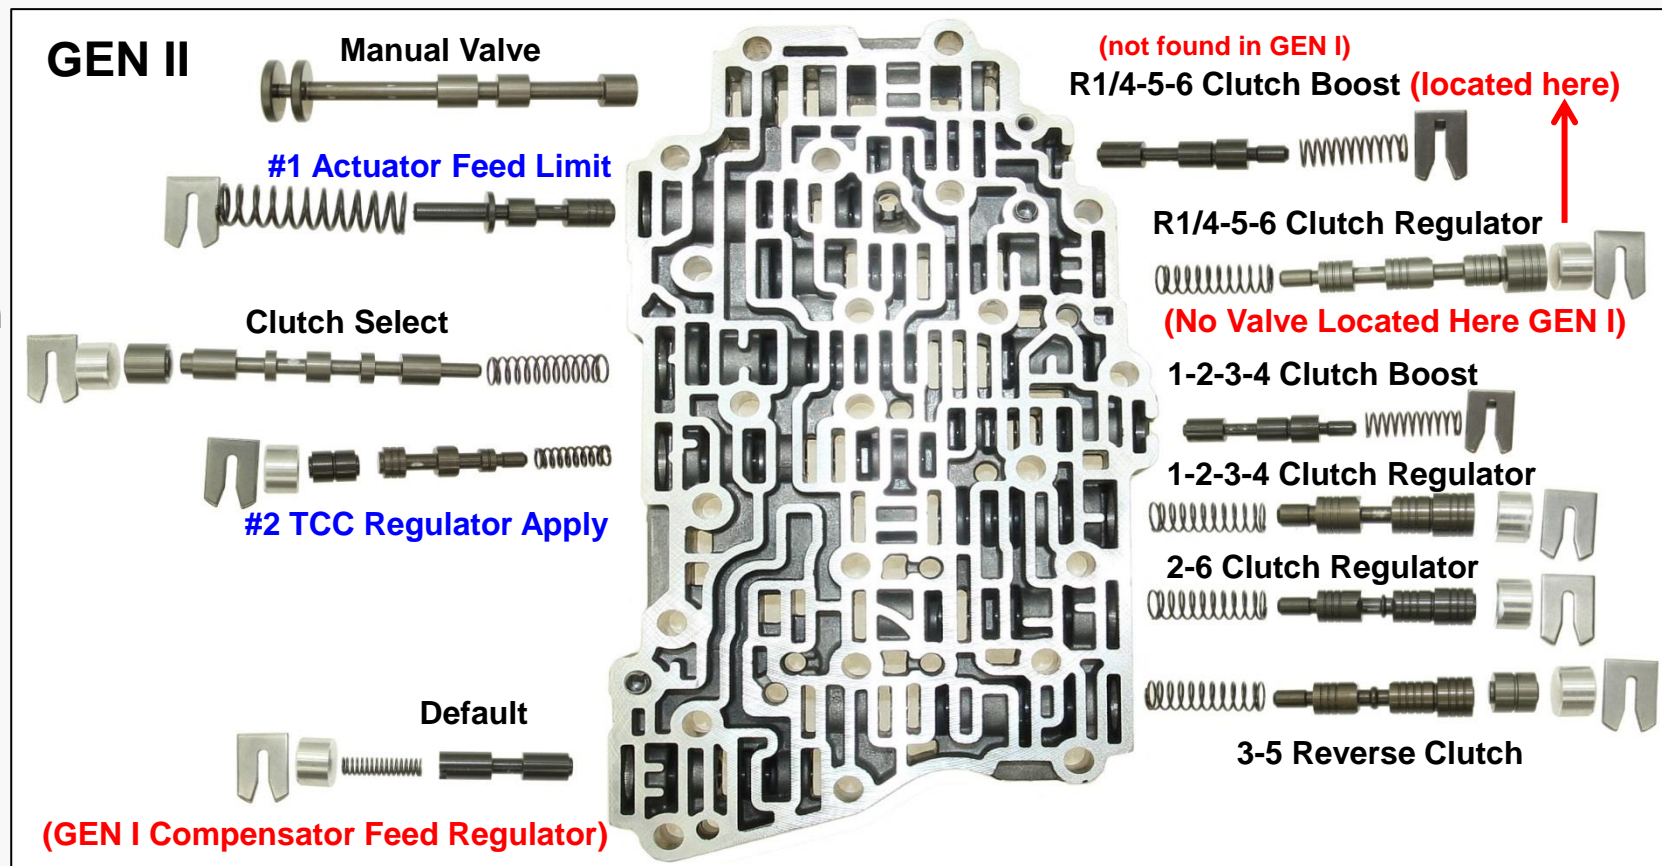 GEN II
Manual Valve
#1 Actuator Feed Limit
Clutch Select
#2 TCC Regulator Apply
Default
(GEN I Compensator Feed Regulator)
(not found in GEN I)
R1/4-5-6 Clutch Boost (located here)
R1/4-5-6 Clutch Regulator
(No Valve Located Here GEN I)
1-2-3-4 Clutch Boost
1-2-3-4 Clutch Regulator
2-6 Clutch Regulator
3-5 Reverse Clutch